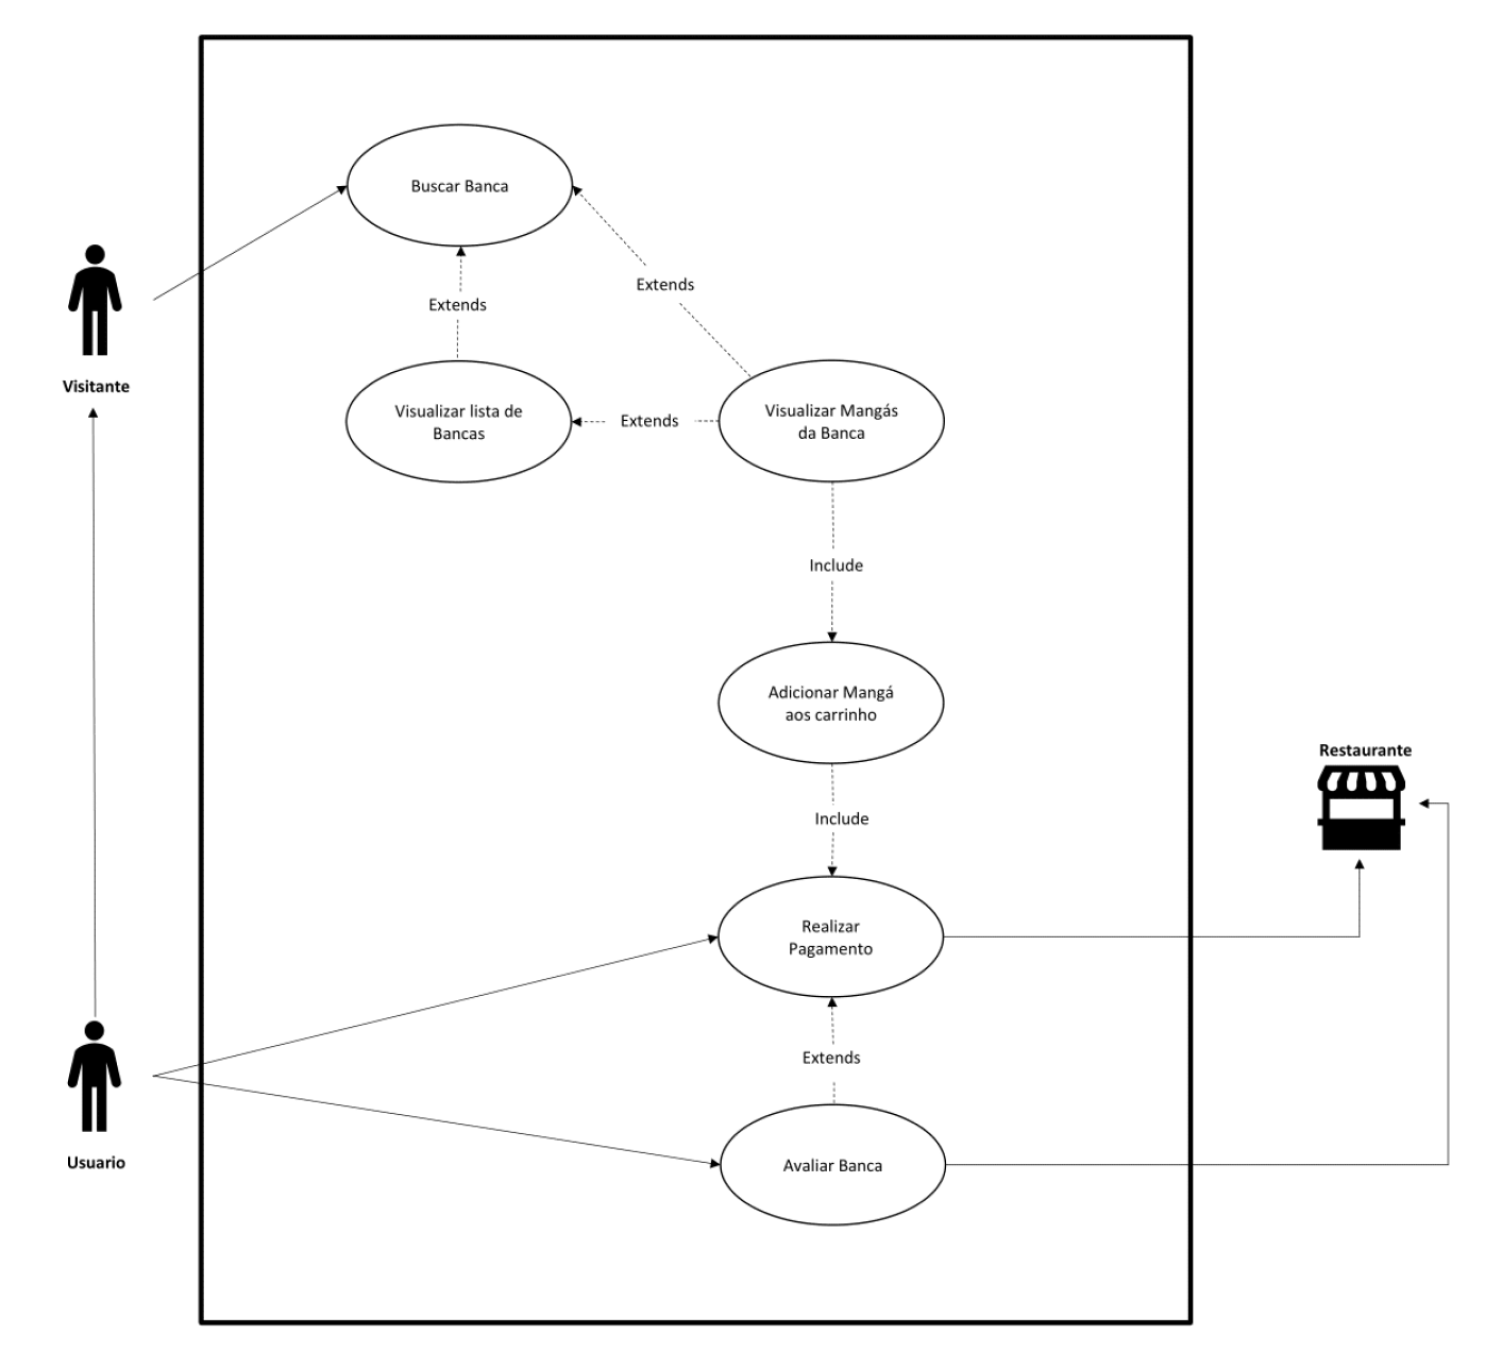 Buscar Banca
Extends
Extends
Visitante
Visualizar lista de
Bancas
Extends
Visualizar Mangás
da Banca
Include
Adicionar Mangá
aos carrinho
Restaurante
Include
Realizar
Pagamento
Extends
Usuario
Avaliar Banca